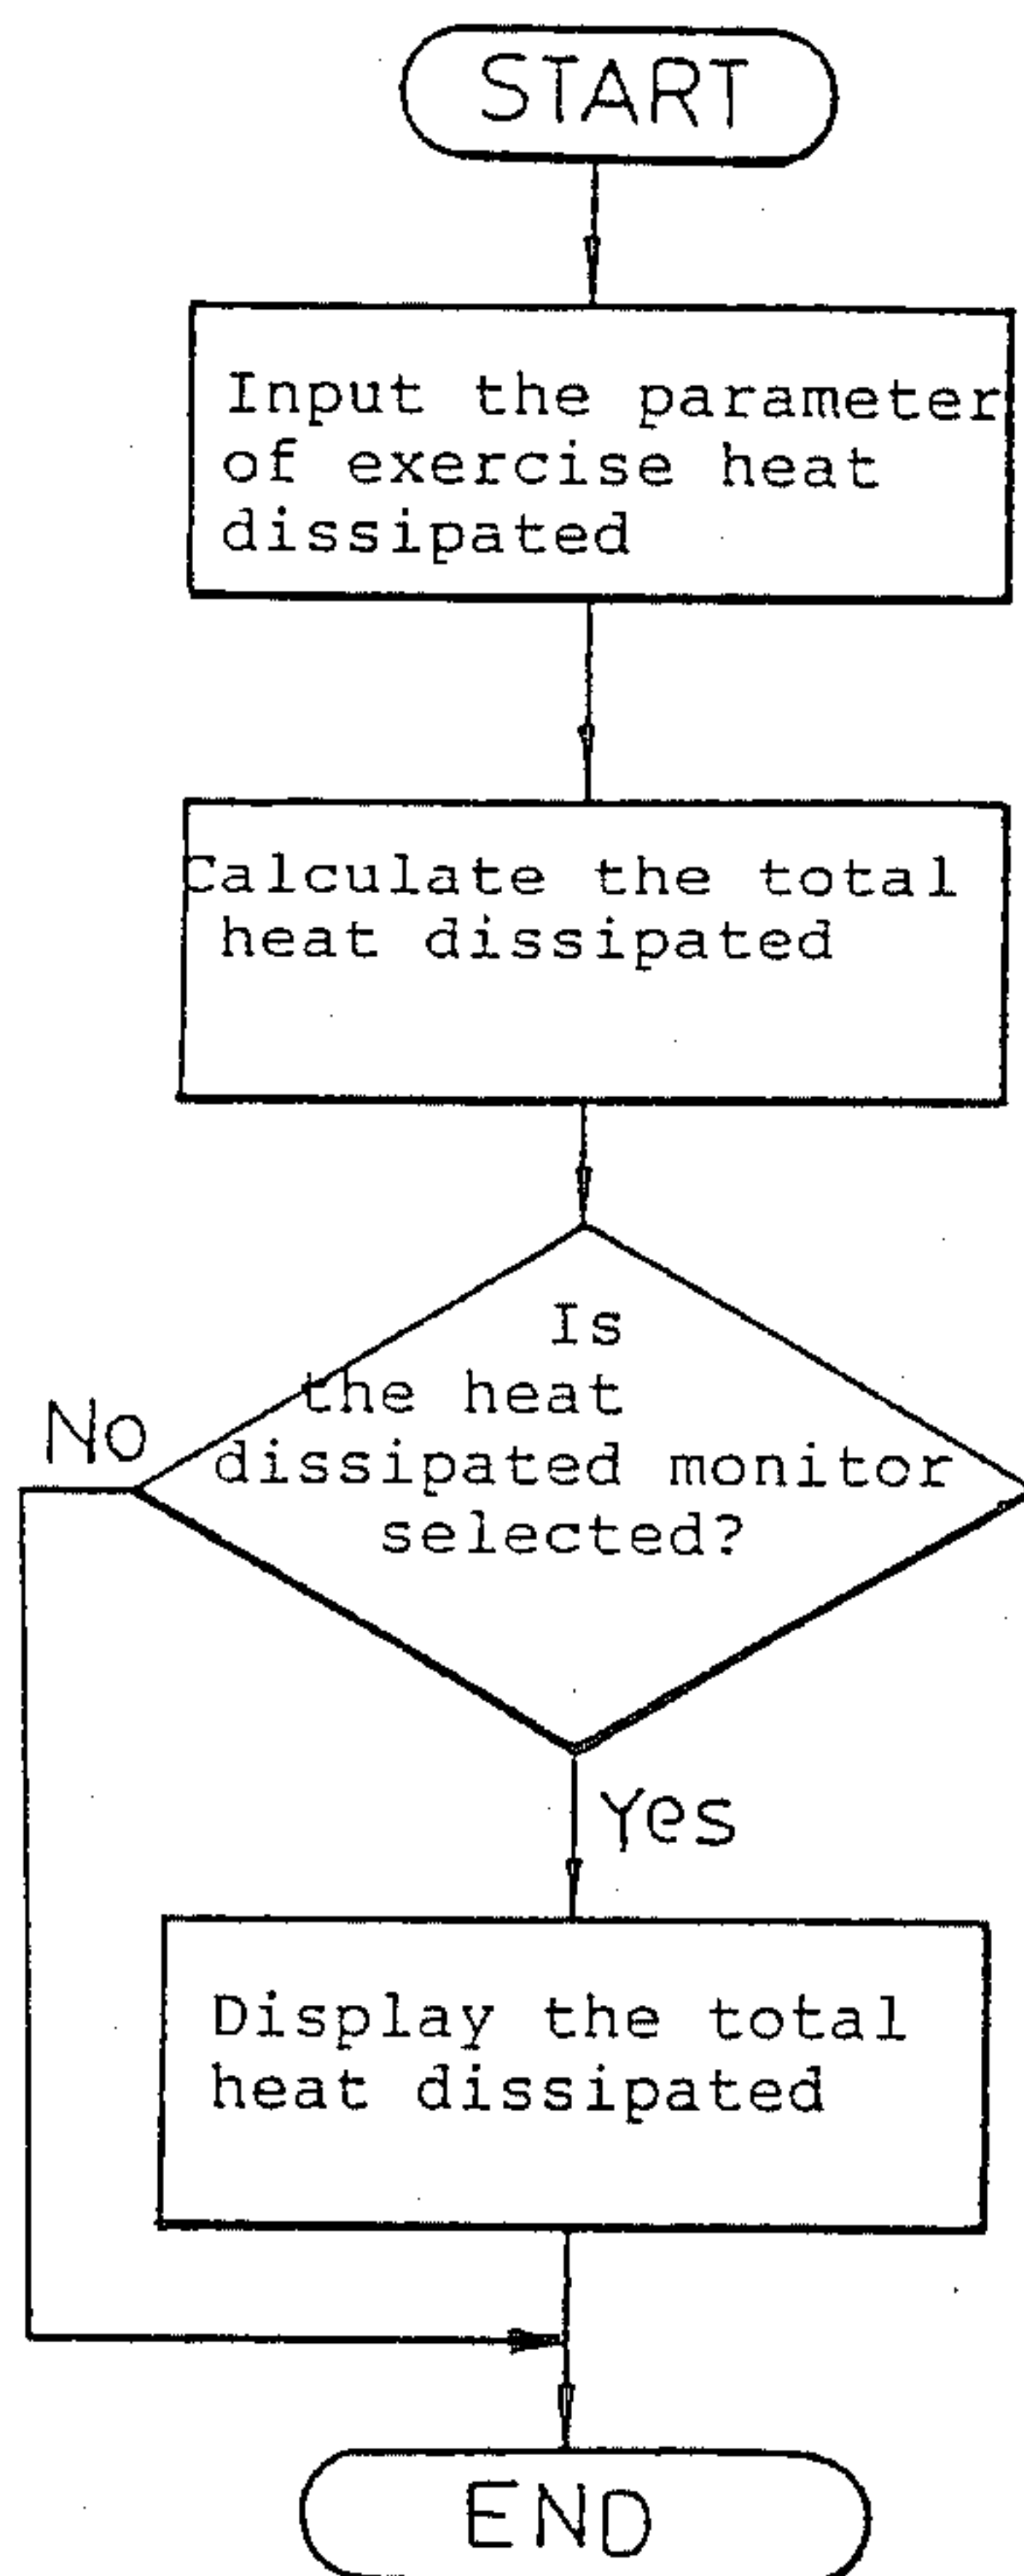 START
Input the parameter
of exercise heat
dissipated
Calculate the total
heat dissipated
Is
the heat
dissipated monitor
selected?
No
Yes
Display the total
heat dissipated
END